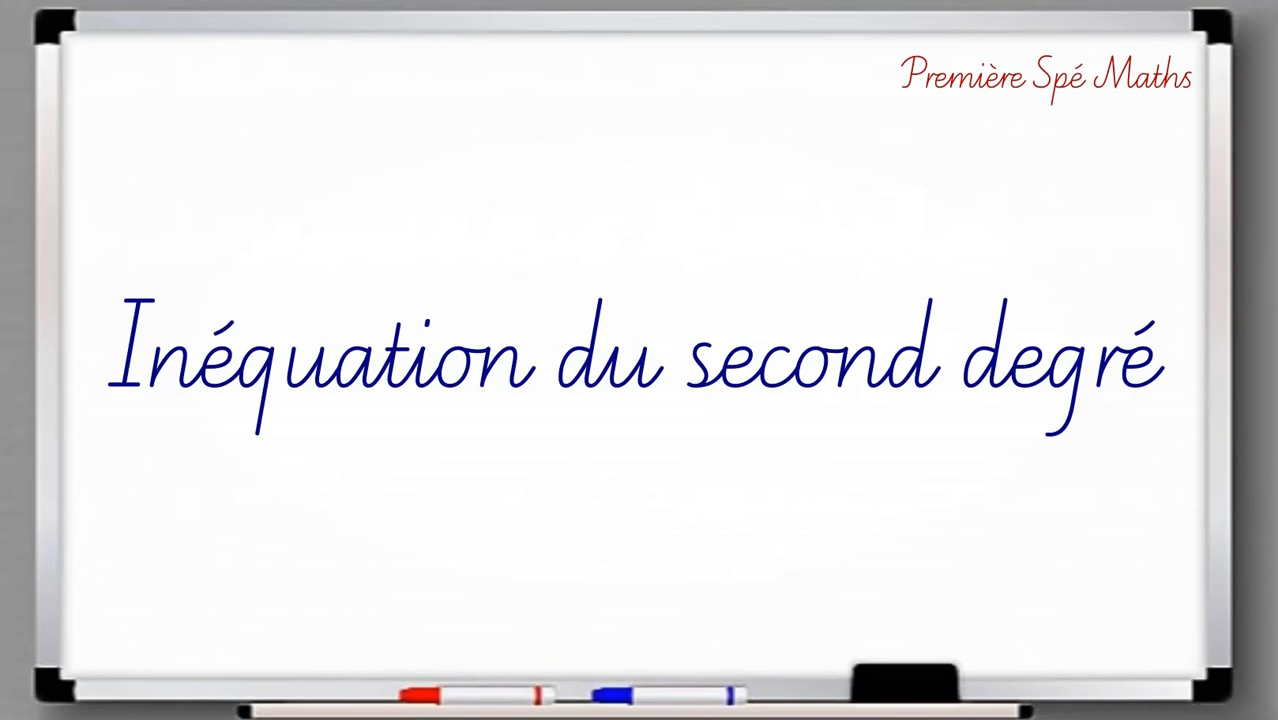 Première Spé Maths
Inéquation du second degré